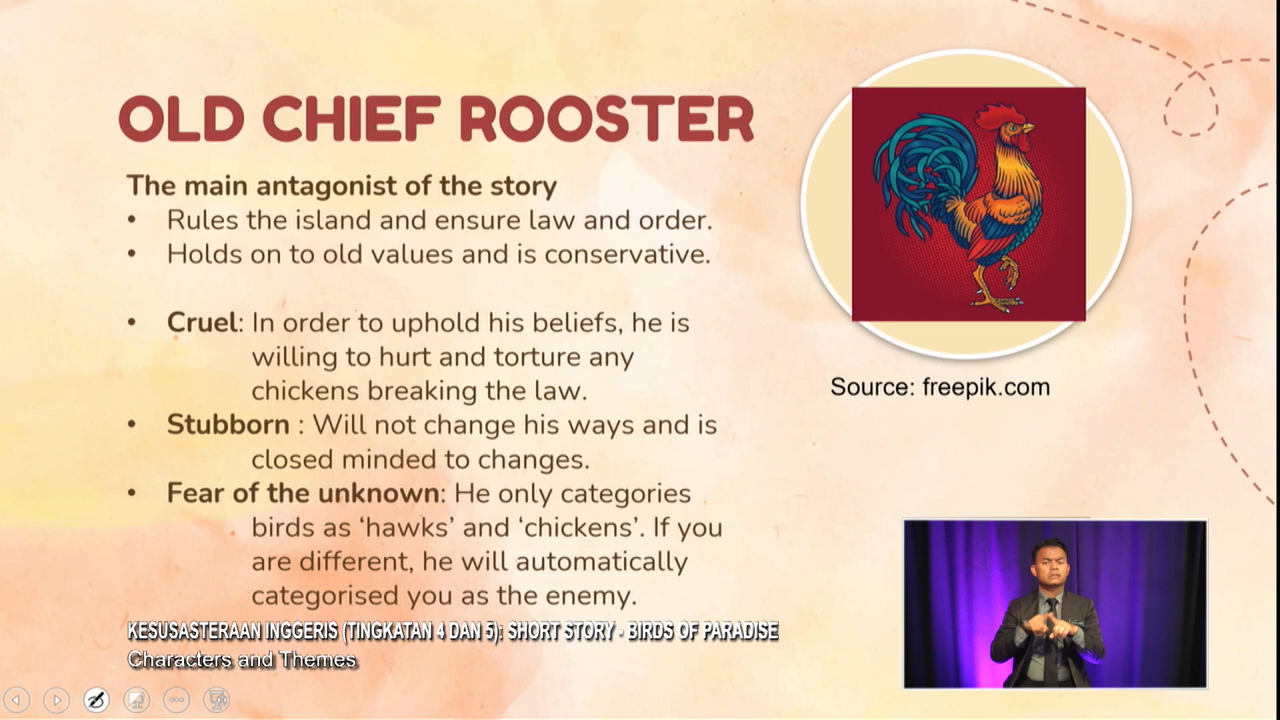 OLD CHIEF ROOSTER
The main antagonist of the story
• Rules the island and ensure law and order.
• Holds on to old values and is conservative.
• Cruel: In order to uphold his beliefs, he is
willing to hurt and torture any
chickens breaking the law.
• Stubborn : Will not change his ways and is
closed minded to changes.
• Fear of the unknown: He only categories
birds as ‘hawks’ and ‘chickens’. If you
are different, he will automatically
categorised you as the enemy.
Source: freepik.com
KESUSASTERAAN INGGERIS (TINGKATAN 4 DAN 5): SHORT STORY - BIRDS OF PARADISE
Characters and Themes